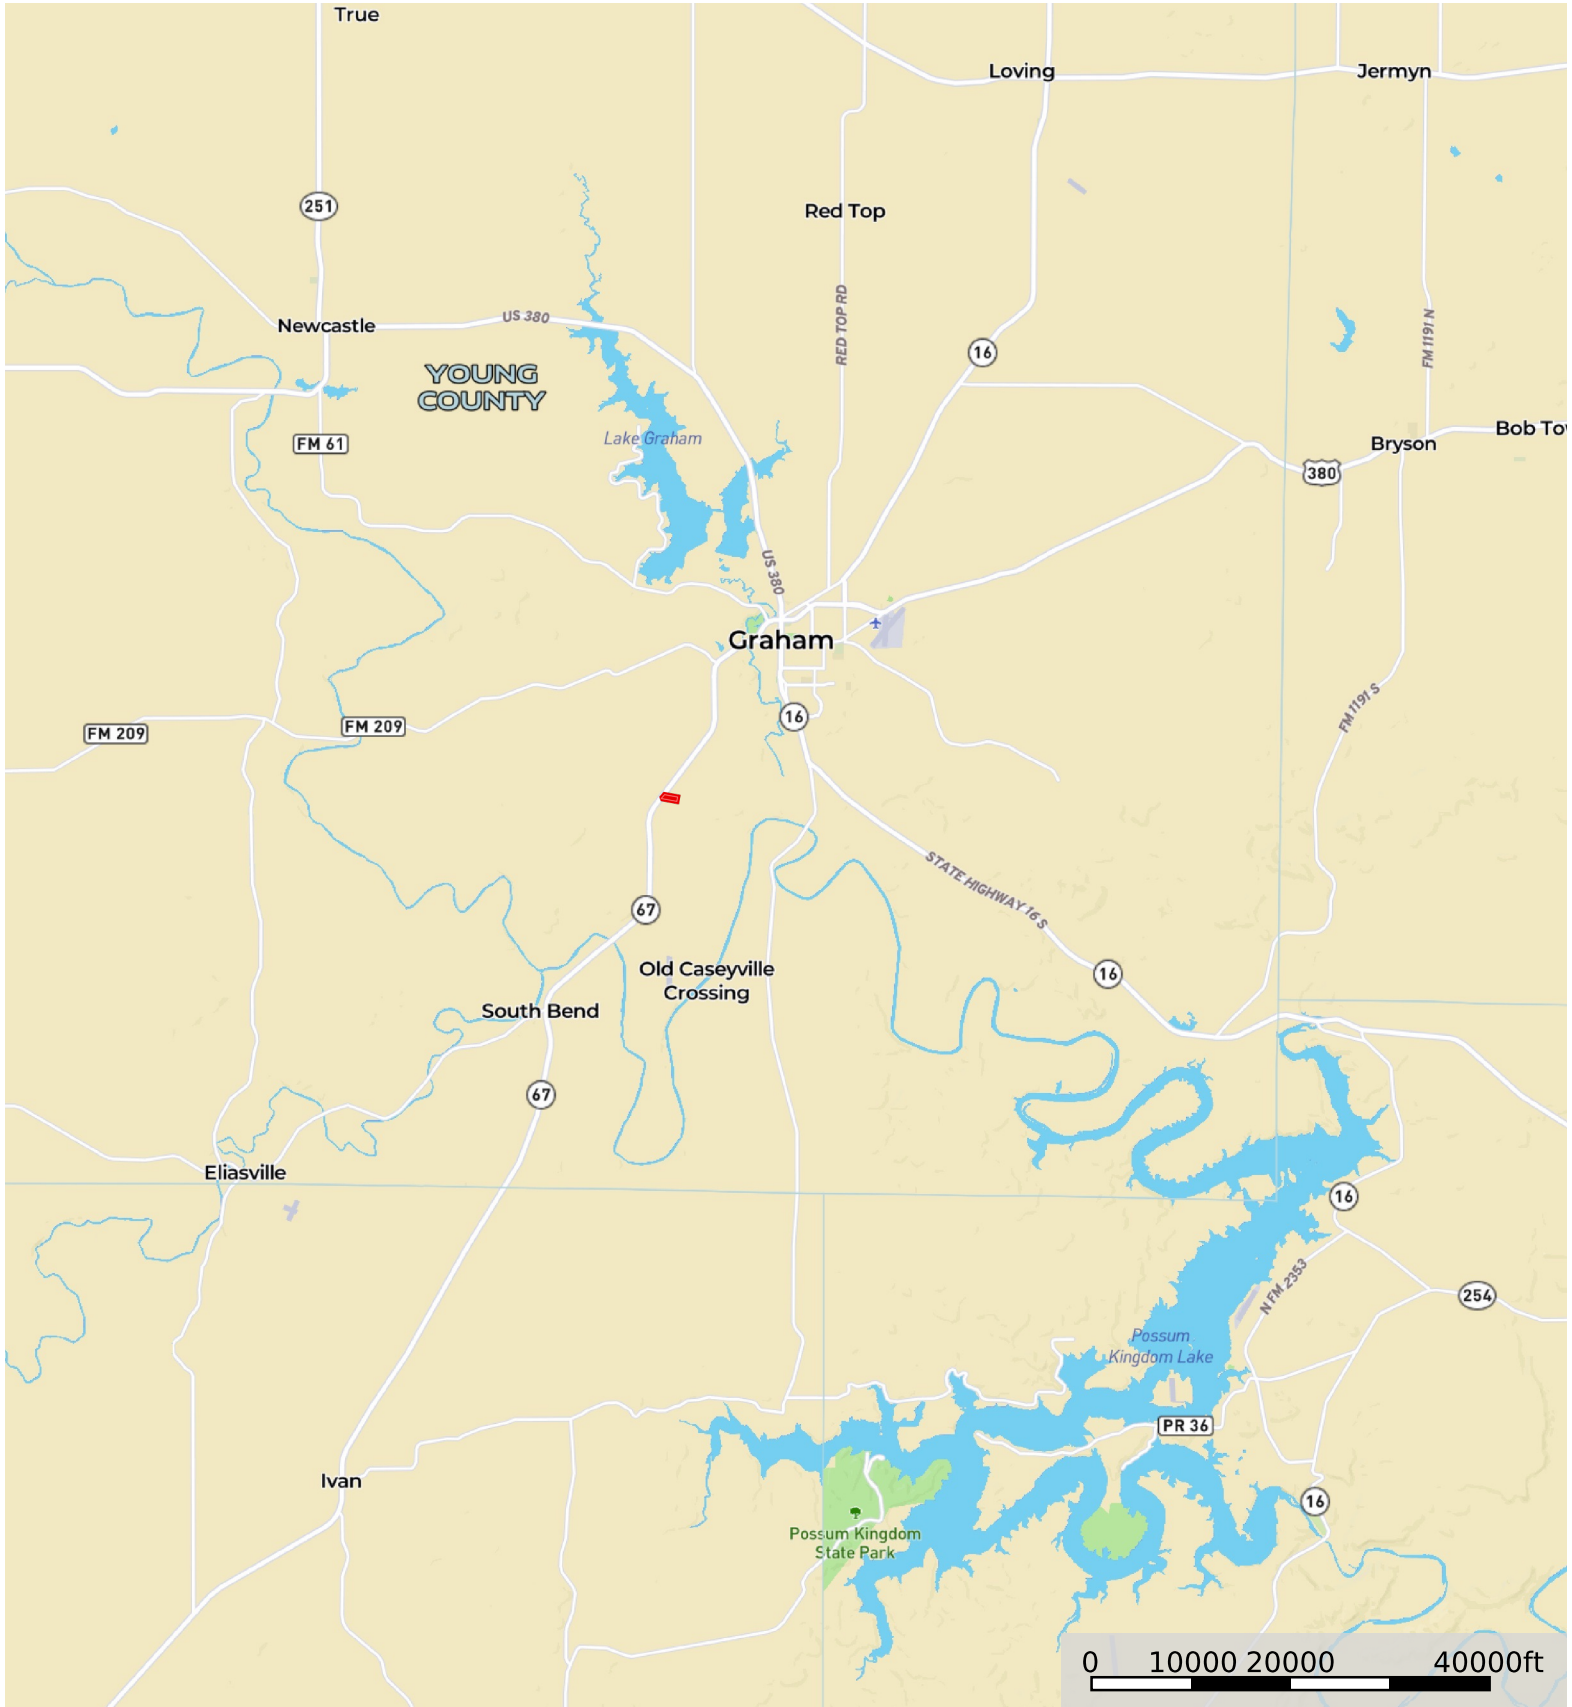 True
Loving
Jermyn
251
Red Top
Newcastle
US 380
RED TOP RD
FM 1191 N
16
YOUNG
COUNTY
Lake Graham
FM 61
Bryson
Bob To
380
US 380
Graham
FM 209
FM 209
16
FM 1191 S
STATE HIGHWAY 16 S
67
Old Caseyville
Crossing
16
South Bend
67
Eliasville
16
N FM 2353
254
Possum
Kingdom Lake
PR 36
Ivan
16
Possum Kingdom
State Park
0 10000 20000 40000ft